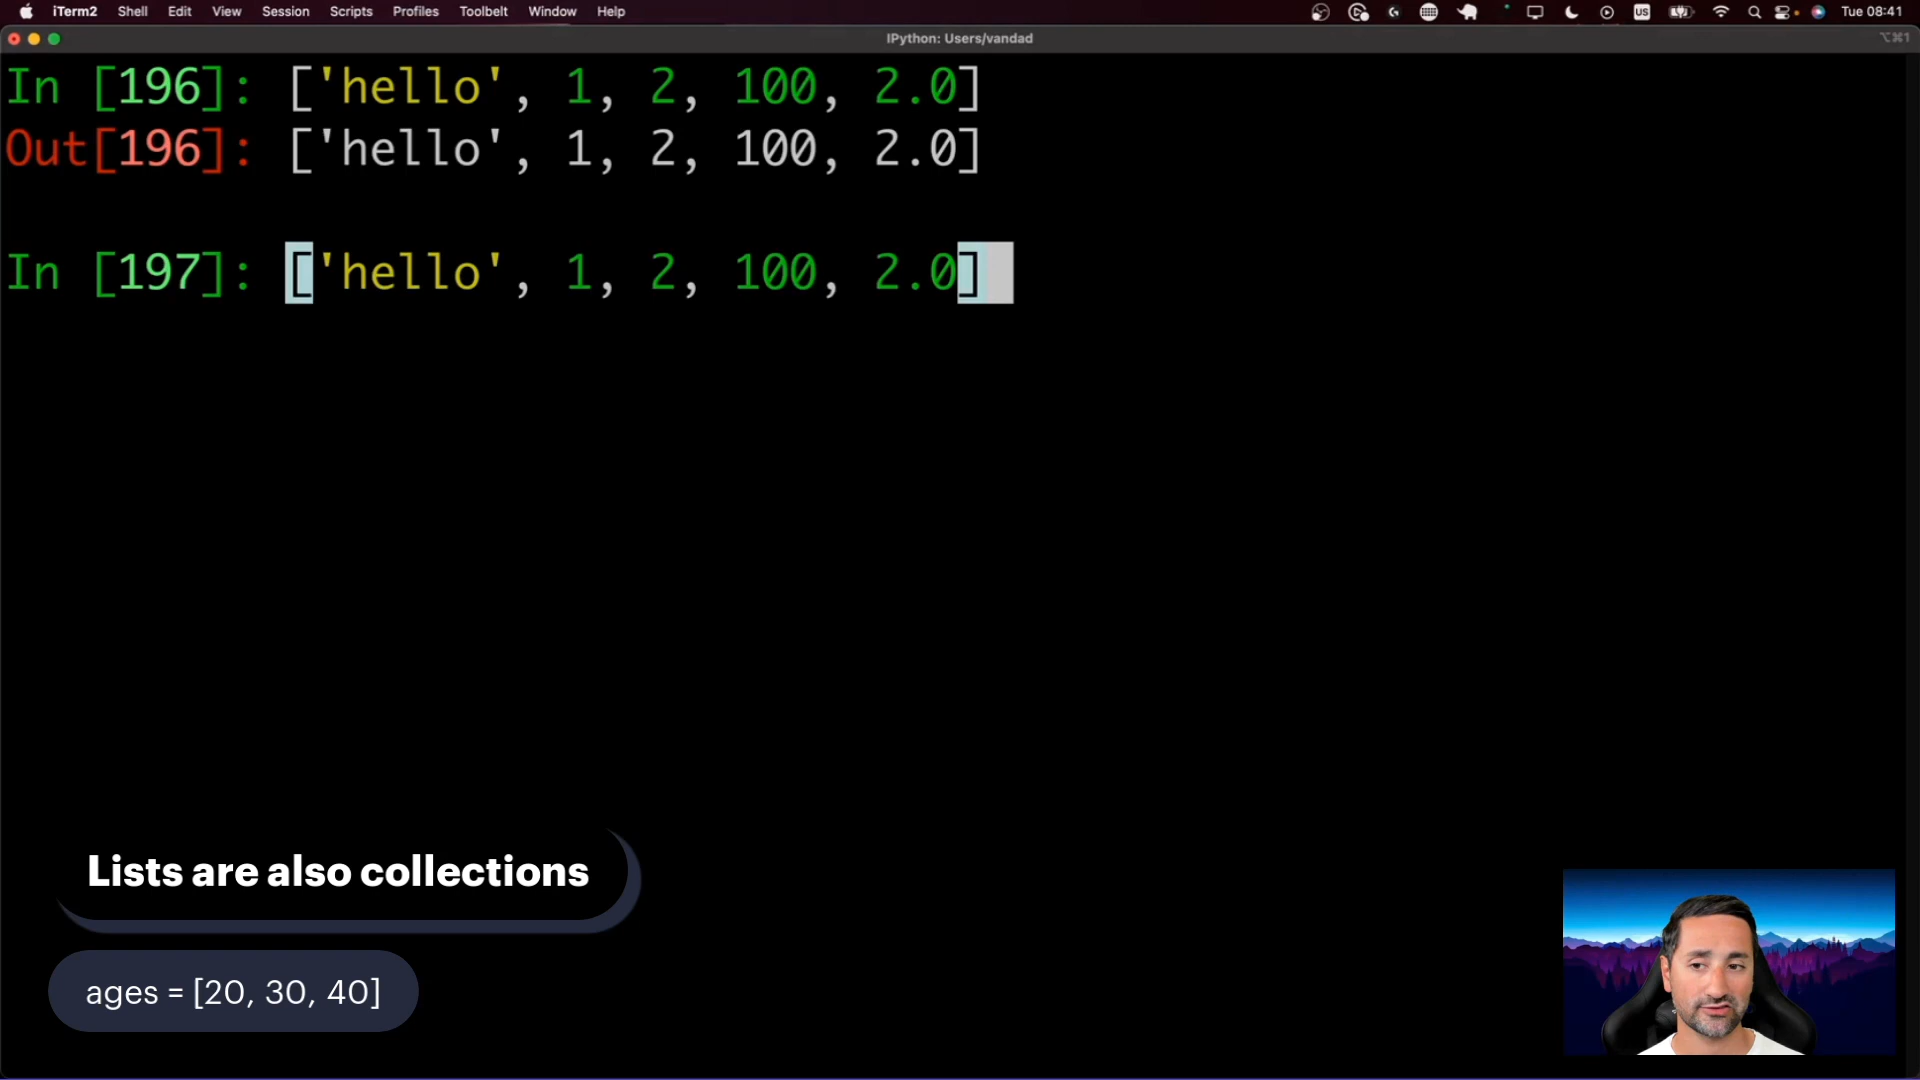 iTerm2 Shell Edit View Session Scripts Profiles Toolbelt Window Help US Tue 08:41
IPython: Users/vandad ⌥⌘1
In [196]: ['hello', 1, 2, 100, 2.0]
Out[196]: ['hello', 1, 2, 100, 2.0]
In [197]: ['hello', 1, 2, 100, 2.0]
Lists are also collections
ages = [20, 30, 40]